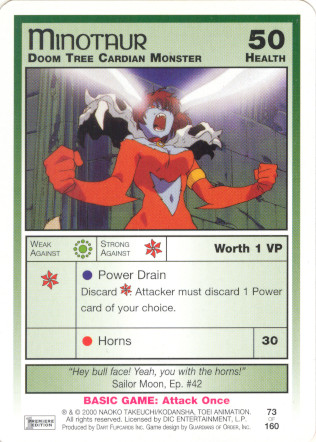 MINOTAUR
50
DOOM TREE CARDIAN MONSTER
HEALTH
WEAK AGAINST
STRONG AGAINST
Worth 1 VP
Power Drain
Discard . Attacker must discard 1 Power
card of your choice.
Horns
30
"Hey bull face! Yeah, you with the horns!"
Sailor Moon, Ep. #42
BASIC GAME: Attack Once
PREMIERE
EDITION
® & © 2000 NAOKO TAKEUCHI/KODANSHA, TOEI ANIMATION.
All rights reserved. Licensed by DIC ENTERTAINMENT, L.P.
PRODUCED BY DART FLIPCARDS INC. GAME DESIGN BY GUARDIANS OF ORDER, INC.
73
OF
160